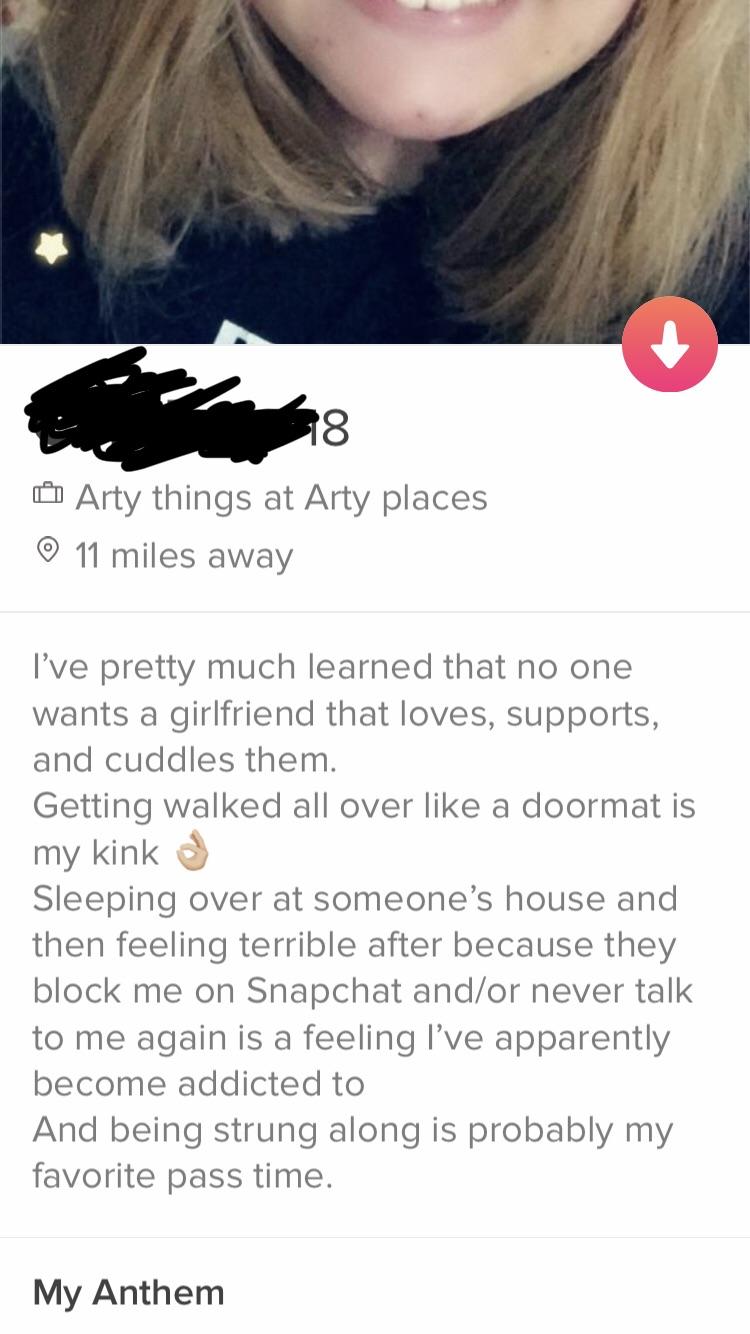 18
Arty things at Arty places
11 miles away
I’ve pretty much learned that no one
wants a girlfriend that loves, supports,
and cuddles them.
Getting walked all over like a doormat is
my kink 👌🏼
Sleeping over at someone’s house and
then feeling terrible after because they
block me on Snapchat and/or never talk
to me again is a feeling I’ve apparently
become addicted to
And being strung along is probably my
favorite pass time.
My Anthem